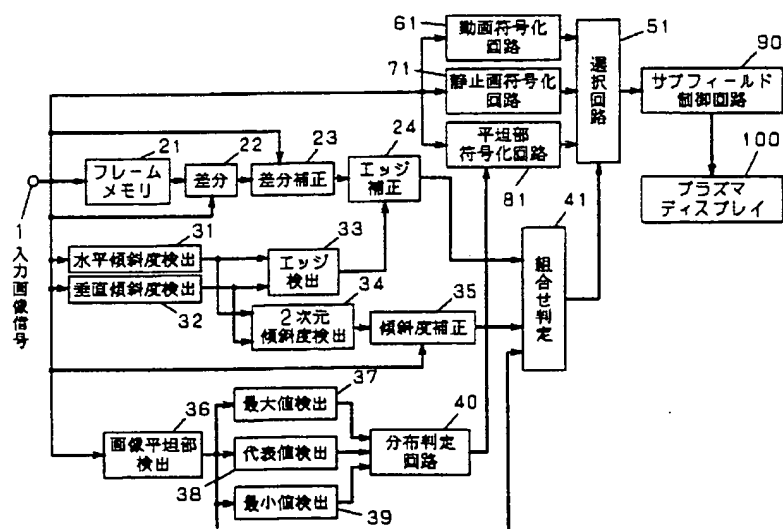 61
動画符号化
回路
71
静止画符号化
回路
平坦部
符号化回路
81
51
選択回路
90
サブフィールド
制御回路
100
プラズマ
ディスプレイ
21
フレーム
メモリ
22
差分
23
差分補正
24
エッジ
補正
1
入力画像信号
31
水平傾斜度検出
垂直傾斜度検出
32
33
エッジ
検出
34
2次元
傾斜度検出
35
傾斜度補正
41
組合せ判定
36
画像平坦部
検出
37
最大値検出
代表値検出
38
最小値検出
39
40
分布判定
回路